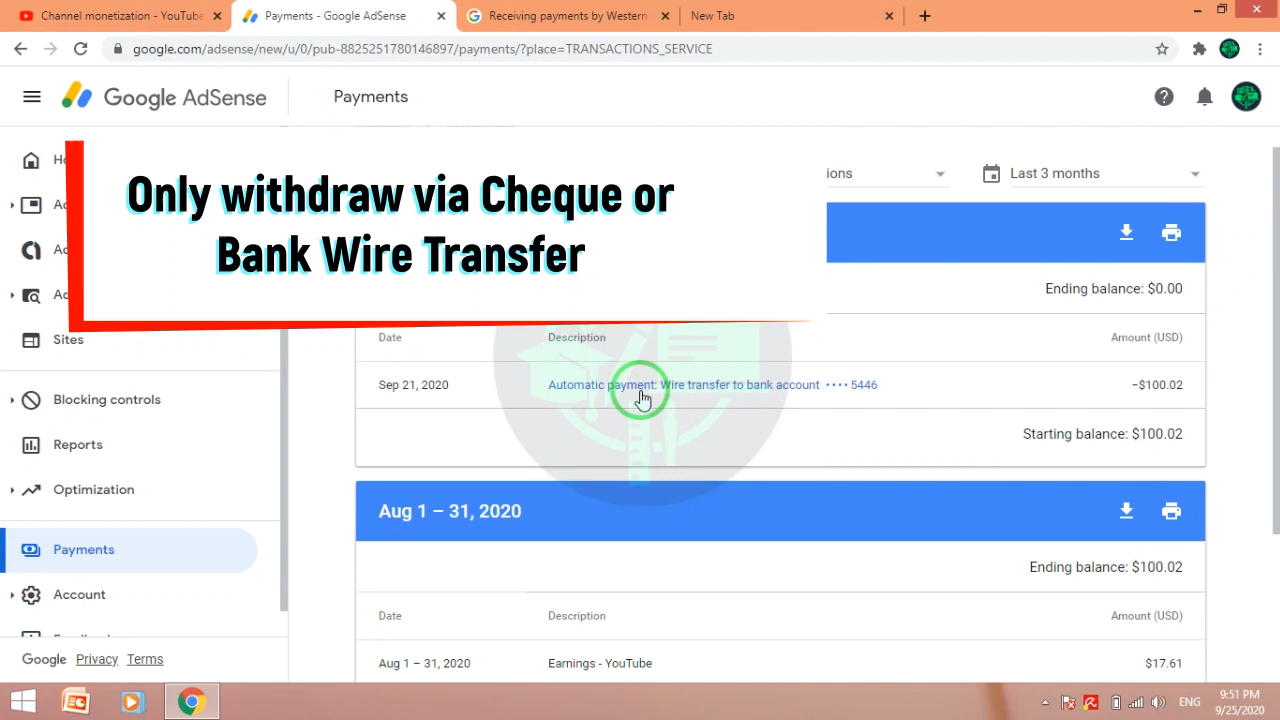 Channel monetization - YouTube
Payments - Google AdSense
Receiving payments by Western
New Tab
google.com/adsense/new/u/0/pub-8825251780146897/payments/?place=TRANSACTIONS_SERVICE
Google AdSense
Payments
Only withdraw via Cheque or
Bank Wire Transfer
ions
Last 3 months
Ending balance: $0.00
Date
Description
Amount (USD)
Sep 21, 2020
Automatic payment: Wire transfer to bank account •••• 5446
−$100.02
Starting balance: $100.02
Aug 1 – 31, 2020
Ending balance: $100.02
Date
Description
Amount (USD)
Aug 1 – 31, 2020
Earnings - YouTube
$17.61
Sites
Blocking controls
Reports
Optimization
Payments
Account
Google
Privacy
Terms
ENG
9:51 PM
9/25/2020